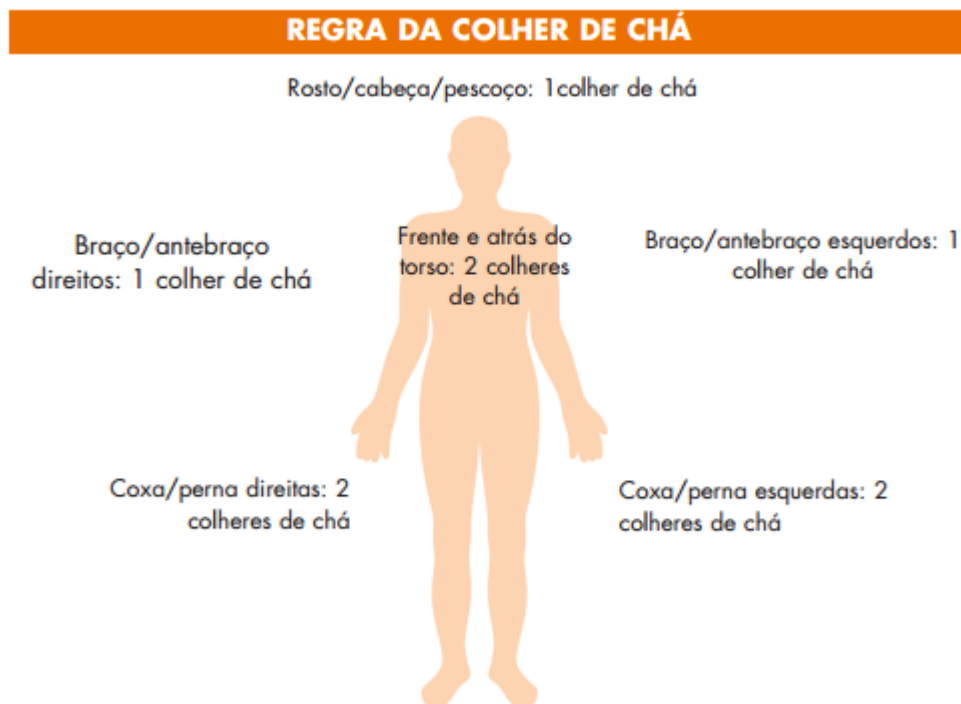 REGRA DA COLHER DE CHÁ
Rosto/cabeça/pescoço: 1colher de chá
Braço/antebraço
direitos: 1 colher de chá
Frente e atrás do
torso: 2 colheres
de chá
Braço/antebraço esquerdos: 1
colher de chá
Coxa/perna direitas: 2
colheres de chá
Coxa/perna esquerdas: 2
colheres de chá